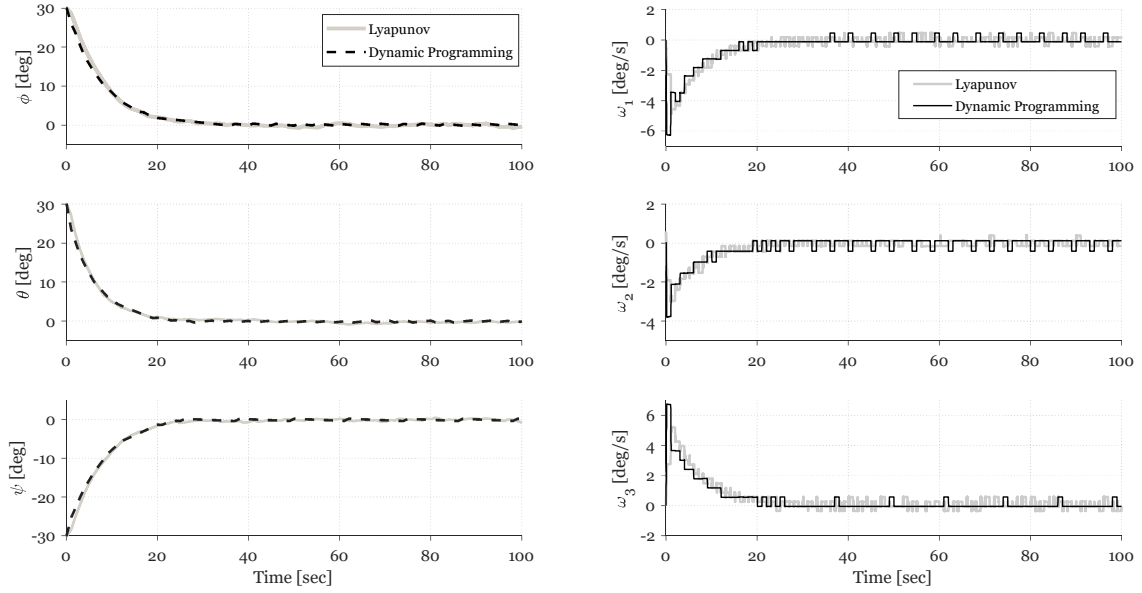 30
20
10
0
ϕ [deg]
Lyapunov
Dynamic Programming
0 20 40 60 80 100
30
20
10
0
θ [deg]
0 20 40 60 80 100
0
-10
-20
-30
ψ [deg]
0 20 40 60 80 100
Time [sec]
2
0
-2
-4
-6
ω1 [deg/s]
Lyapunov
Dynamic Programming
0 20 40 60 80 100
2
0
-2
-4
ω2 [deg/s]
0 20 40 60 80 100
6
4
2
0
-2
ω3 [deg/s]
0 20 40 60 80 100
Time [sec]